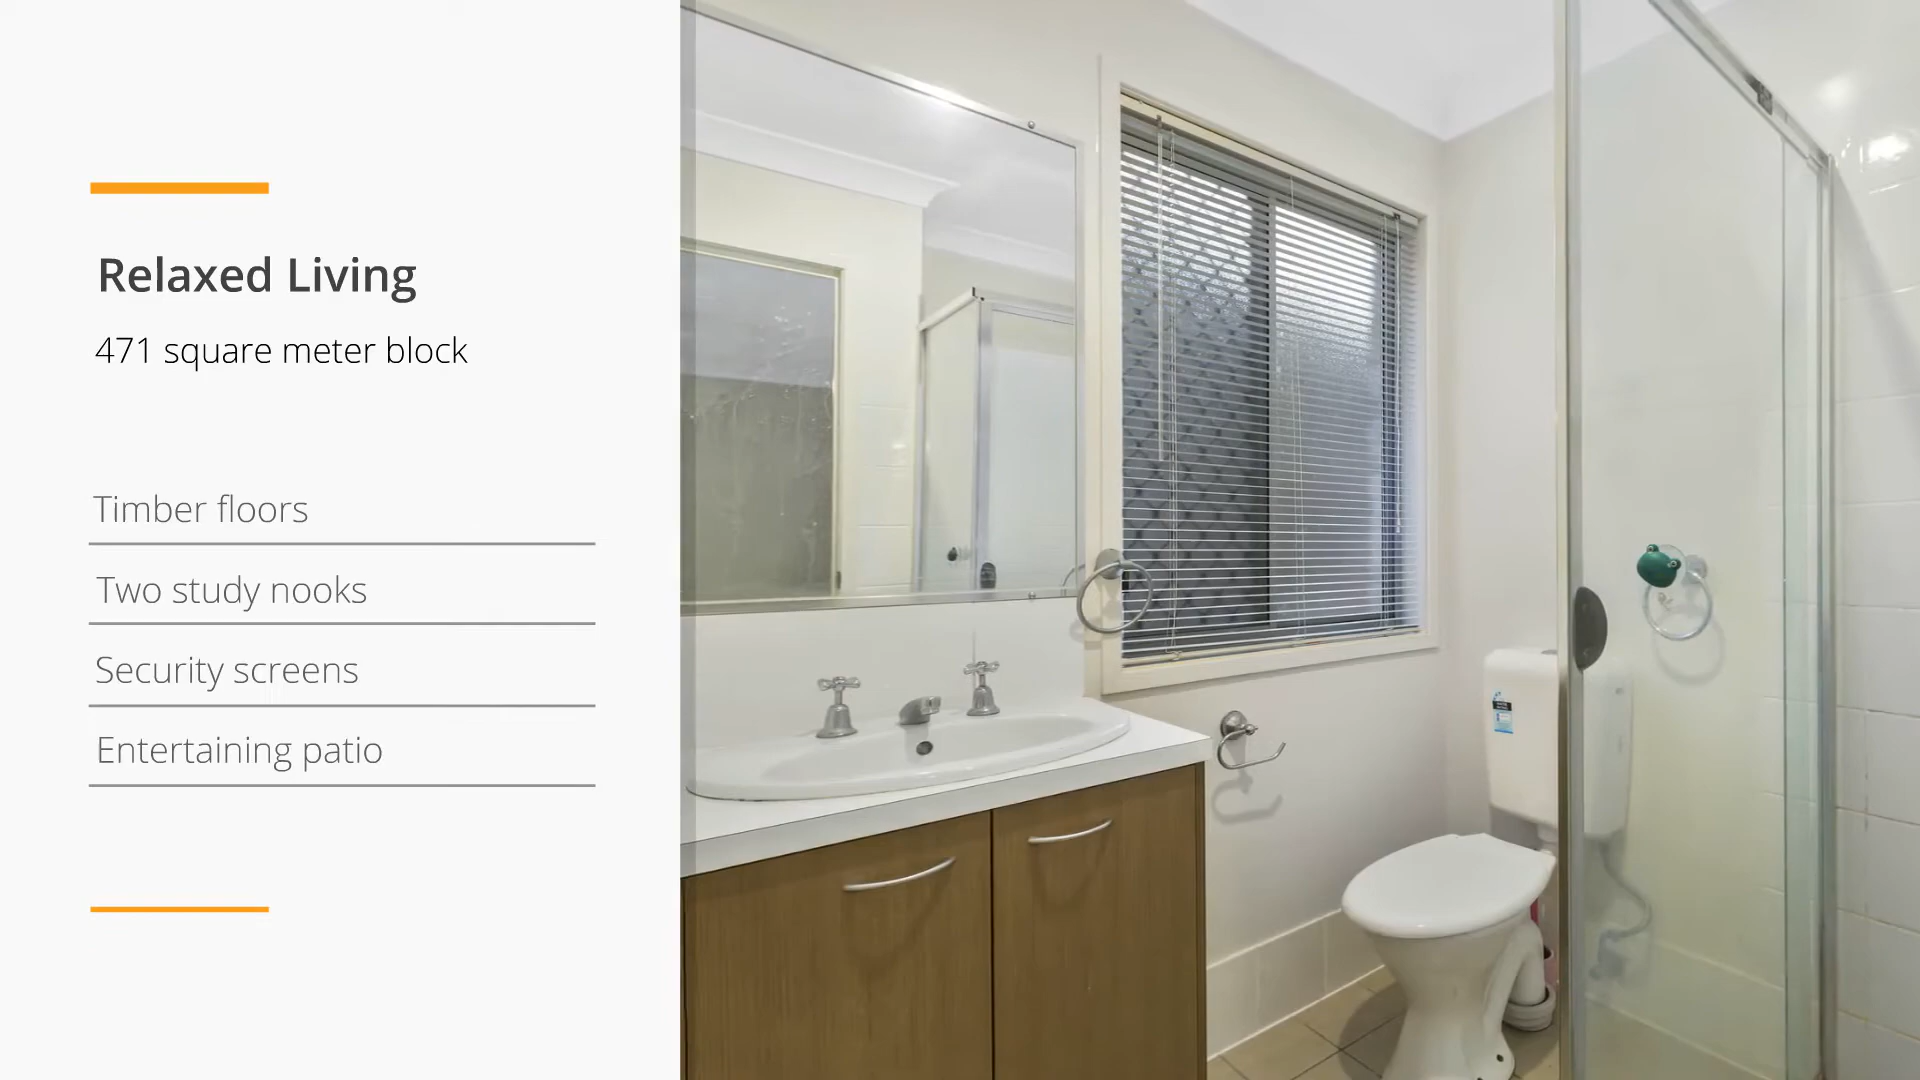 Relaxed Living
471 square meter block
Timber floors
Two study nooks
Security screens
Entertaining patio